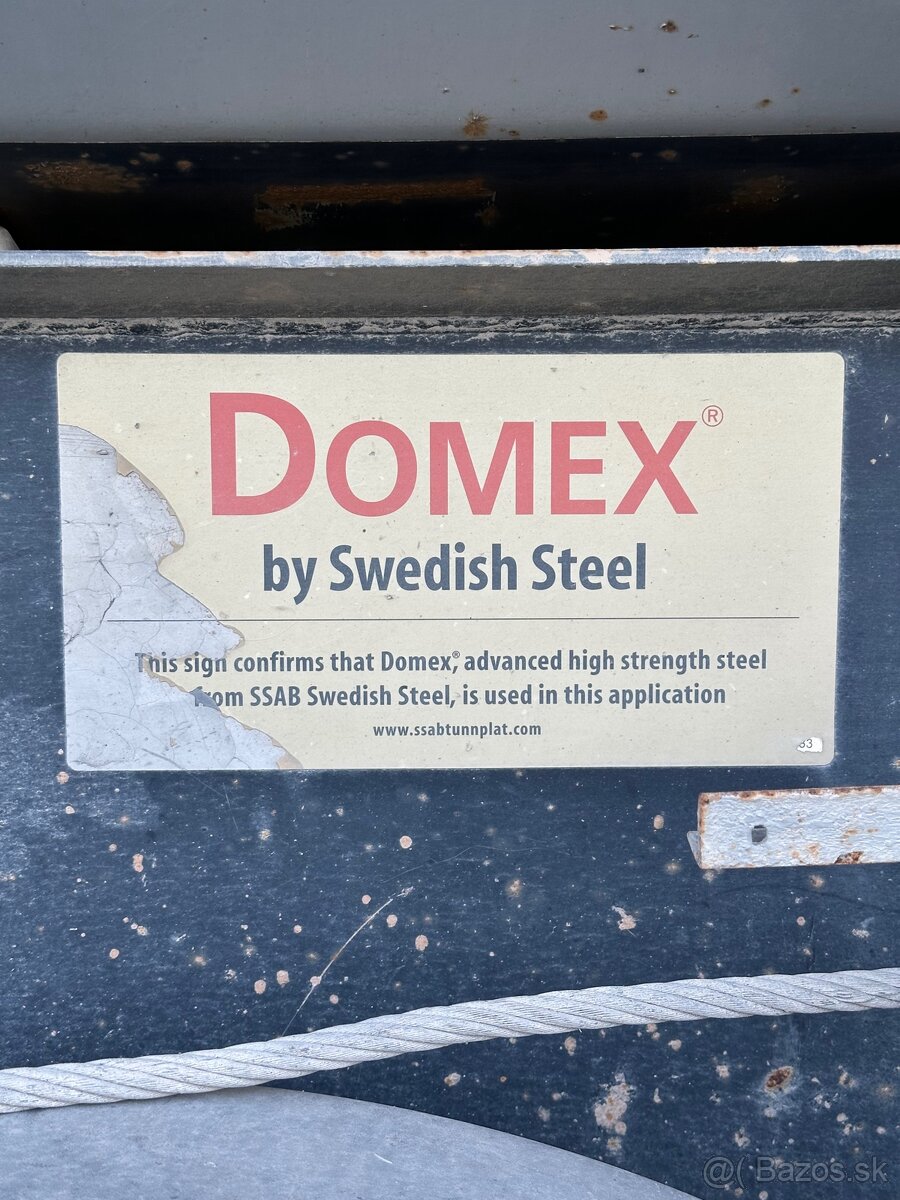 DOMEX®
by Swedish Steel
This sign confirms that Domex®, advanced high strength steel
from SSAB Swedish Steel, is used in this application
www.ssabtunnplat.com
33
@( Bazos.sk